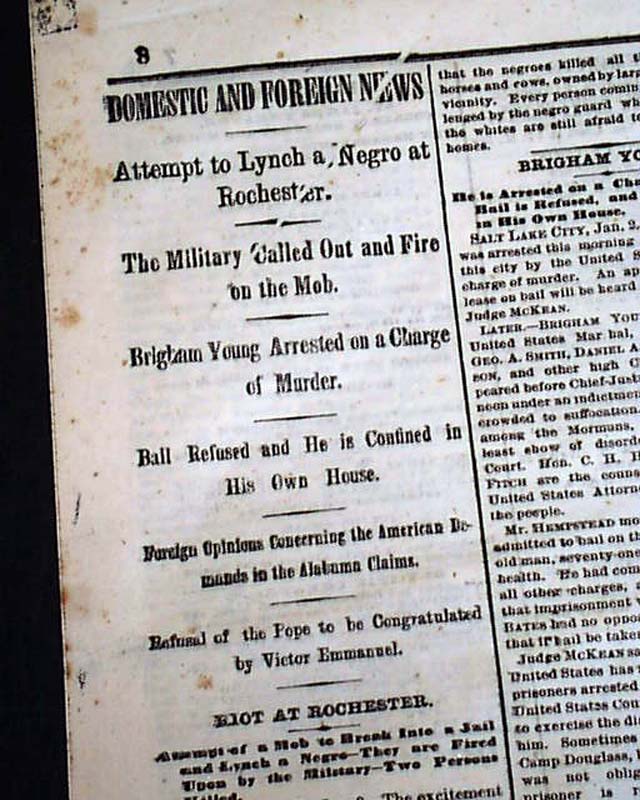 8
DOMESTIC AND FOREIGN NEWS
Attempt to Lynch a Negro at
Rochester.
The Military Called Out and Fire
on the Mob.
Brigham Young Arrested on a Charge
of Murder.
Bail Refused and He is Confined in
His Own House.
Foreign Opinions Concerning the American De-
mands in the Alabama Claims.
Refusal of the Pope to be Congratulated
by Victor Emmanuel.
RIOT AT ROCHESTER.
Attempt of a Mob to Break Into a Jail
and Lynch a Negro—They are Fired
Upon by the Military—Two Persons
Killed.
The excitement
that the negroes killed all
horses and cows, owned by
vicinity. Every person
lenged by the negro guard
the whites are still afraid
homes.
BRIGHAM
He is Arrested on a
Bail is Refused, and
in His Own House.
SALT LAKE CITY, Jan. 2.
was arrested this morning
this city by the United
charge of murder. An
lease on bail will be heard
Judge MCKEAN.
LATER.—BRIGHAM
United States Marshal,
GEO. A. SMITH, DANIEL
and other high
peared before
noon under an
crowded to
among the Mormons,
least show of
Court. Hon. C. H.
FITCH are the
United States
the people.
Mr. HEMPSTEAD
admitted to bail on
old man,
health. He had
all other charges,
that imprisonment
BATES had no
that if bail be
Judge MCKEAN
United States has
prisoners arrested
United States
to exercise the
him. Sometimes
Camp Douglass,
was not
prisoner is